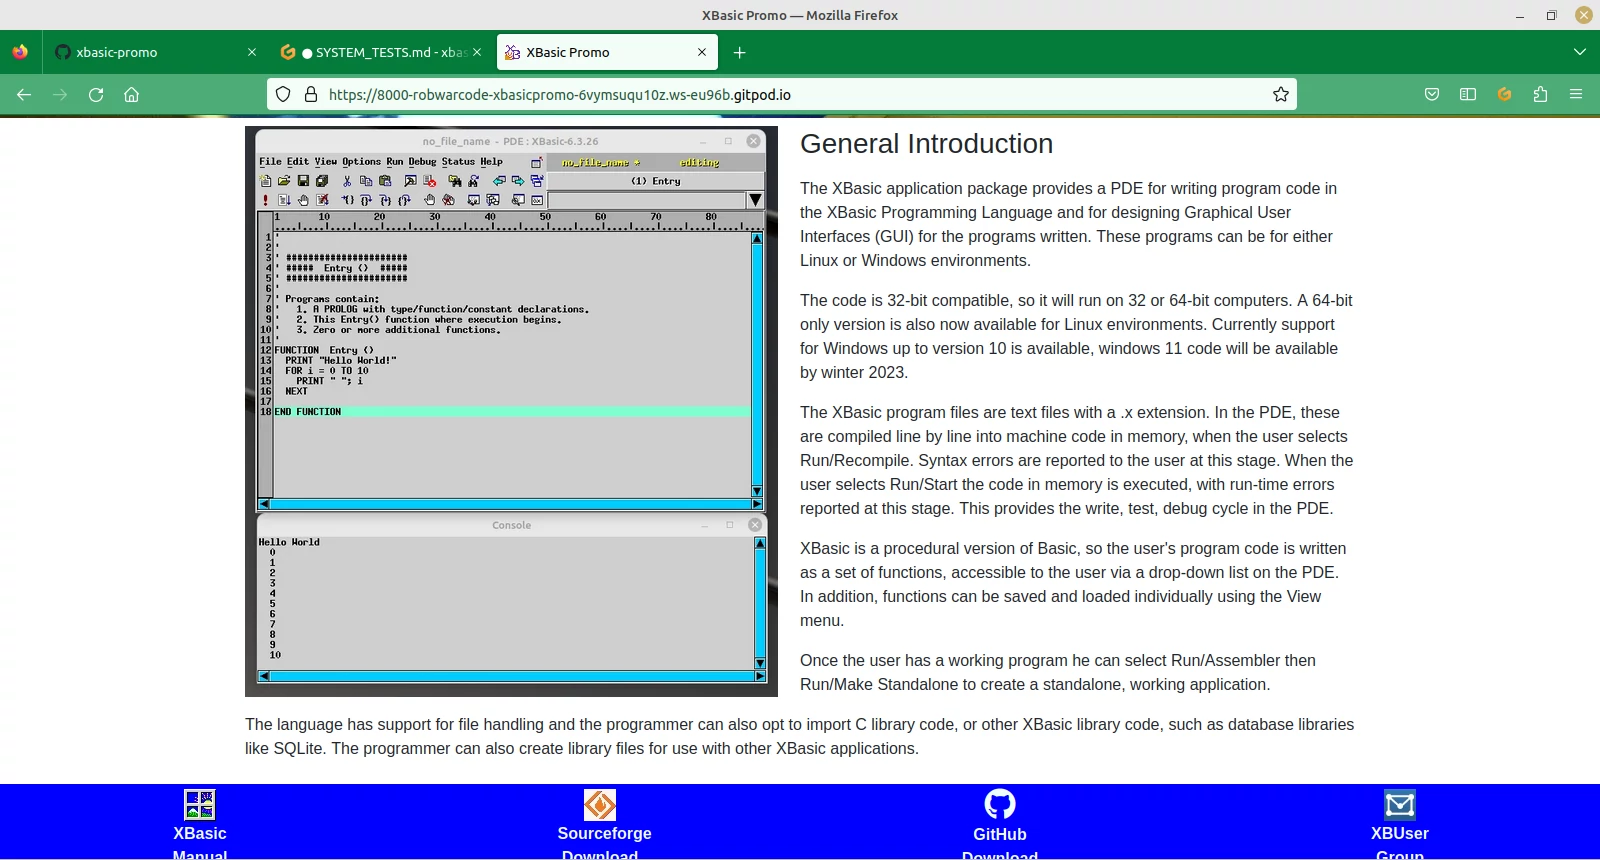 XBasic Promo — Mozilla Firefox
xbasic-promo
SYSTEM_TESTS.md - xbas
XBasic Promo
https://8000-robwarcode-xbasicpromo-6vymsuqu10z.ws-eu96b.gitpod.io
no_file_name - PDE : XBasic-6.3.26
File Edit View Options Run Debug Status Help
no_file_name * editing
(1) Entry
1 10 20 30 40 50 60 70 80
1 '
2 '
3 ' ######################
4 ' ##### Entry () #####
5 ' ######################
6 '
7 ' Programs contain:
8 ' 1. A PROLOG with type/function/constant declarations.
9 ' 2. This Entry() function where execution begins.
10 ' 3. Zero or more additional functions.
11 '
12 FUNCTION Entry ()
13 PRINT "Hello World!"
14 FOR i = 0 TO 10
15 PRINT " "; i
16 NEXT
17
18 END FUNCTION
Console
Hello World
0
1
2
3
4
5
6
7
8
9
10
General Introduction
The XBasic application package provides a PDE for writing program code in
the XBasic Programming Language and for designing Graphical User
Interfaces (GUI) for the programs written. These programs can be for either
Linux or Windows environments.
The code is 32-bit compatible, so it will run on 32 or 64-bit computers. A 64-bit
only version is also now available for Linux environments. Currently support
for Windows up to version 10 is available, windows 11 code will be available
by winter 2023.
The XBasic program files are text files with a .x extension. In the PDE, these
are compiled line by line into machine code in memory, when the user selects
Run/Recompile. Syntax errors are reported to the user at this stage. When the
user selects Run/Start the code in memory is executed, with run-time errors
reported at this stage. This provides the write, test, debug cycle in the PDE.
XBasic is a procedural version of Basic, so the user's program code is written
as a set of functions, accessible to the user via a drop-down list on the PDE.
In addition, functions can be saved and loaded individually using the View
menu.
Once the user has a working program he can select Run/Assembler then
Run/Make Standalone to create a standalone, working application.
The language has support for file handling and the programmer can also opt to import C library code, or other XBasic library code, such as database libraries
like SQLite. The programmer can also create library files for use with other XBasic applications.
XBasic
Manual
Sourceforge
Download
GitHub
Download
XBUser
Group